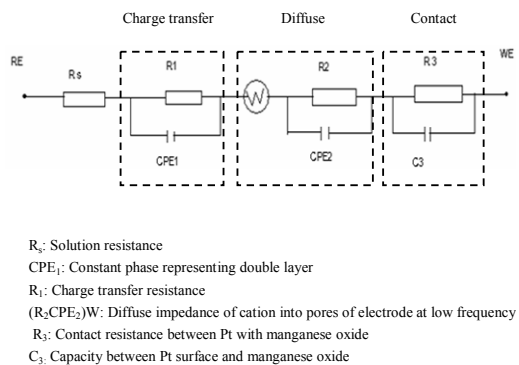 Charge transfer Diffuse Contact
RE Rs R1 W R2 R3 WE
CPE1 CPE2 C3
Rs: Solution resistance
CPE1: Constant phase representing double layer
R1: Charge transfer resistance
(R2CPE2)W: Diffuse impedance of cation into pores of electrode at low frequency
R3: Contact resistance between Pt with manganese oxide
C3: Capacity between Pt surface and manganese oxide